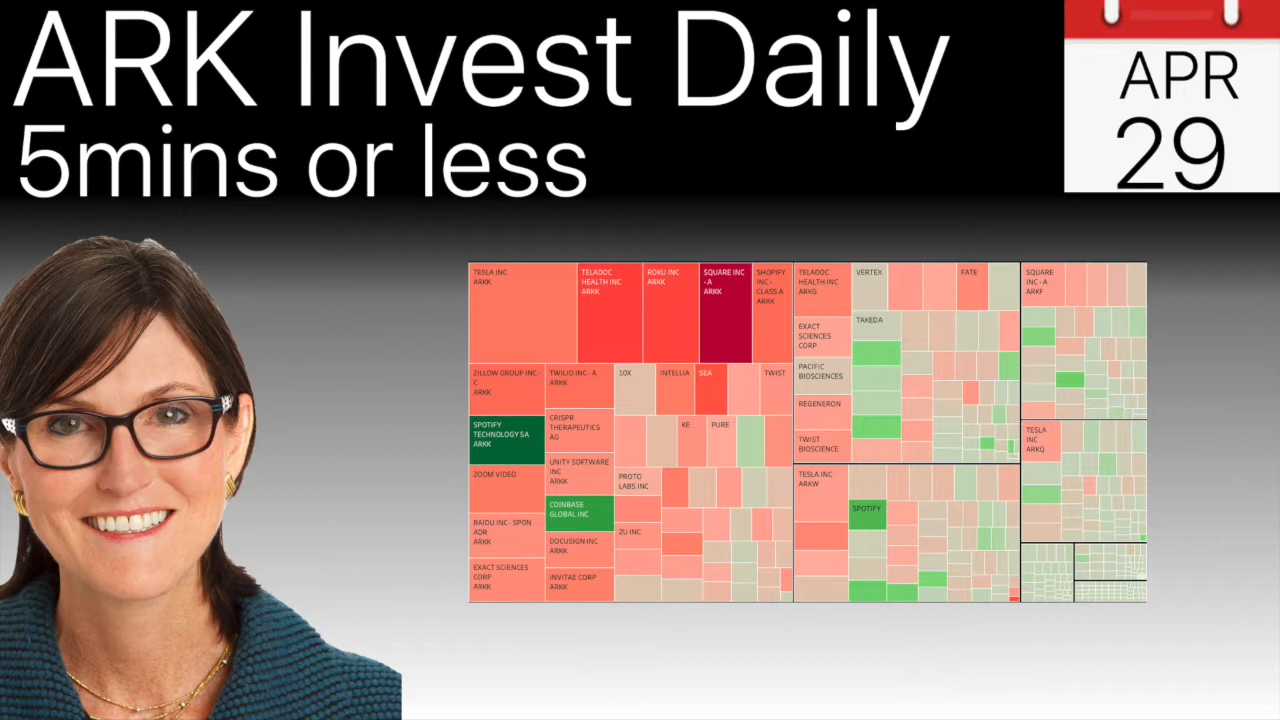 ARK Invest Daily
5mins or less
APR
29
TESLA INC
ARKK
TELADOC
HEALTH INC
ARKK
ROKU INC
ARKK
SQUARE INC
- A
ARKK
SHOPIFY
INC -
CLASS A
ARKK
ZILLOW GROUP INC -
C
ARKK
TWILIO INC - A
ARKK
10X
INTELLIA
SEA
TWIST
SPOTIFY
TECHNOLOGY SA
ARKK
CRISPR
THERAPEUTICS
AG
KE
PURE
ZOOM VIDEO
UNITY SOFTWARE
INC
ARKK
PROTO
LABS INC
COINBASE
GLOBAL INC
BAIDU INC - SPON
ADR
ARKK
DOCUSIGN INC
ARKK
2U INC
EXACT SCIENCES
CORP
ARKK
INVITAE CORP
ARKK
TELADOC
HEALTH INC
ARKG
VERTEX
FATE
EXACT
SCIENCES
CORP
TAKEDA
PACIFIC
BIOSCIENCES
REGENERON
TWIST
BIOSCIENCE
TESLA INC
ARKW
SPOTIFY
SQUARE
INC - A
ARKF
TESLA
INC
ARKQ